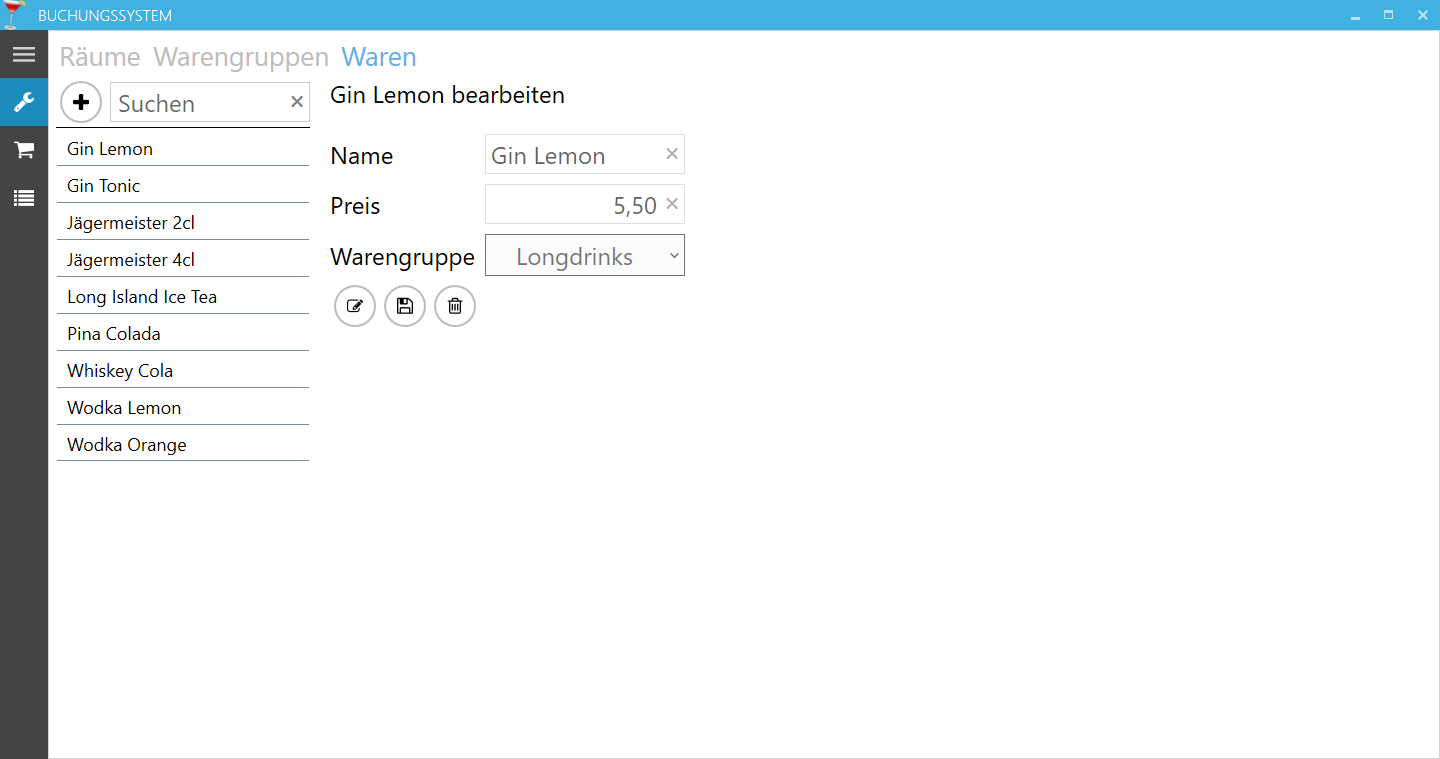 BUCHUNGSSYSTEM
Räume Warengruppen Waren
Suchen
Gin Lemon
Gin Tonic
Jägermeister 2cl
Jägermeister 4cl
Long Island Ice Tea
Pina Colada
Whiskey Cola
Wodka Lemon
Wodka Orange
Gin Lemon bearbeiten
Name Gin Lemon
Preis 5,50
Warengruppe Longdrinks